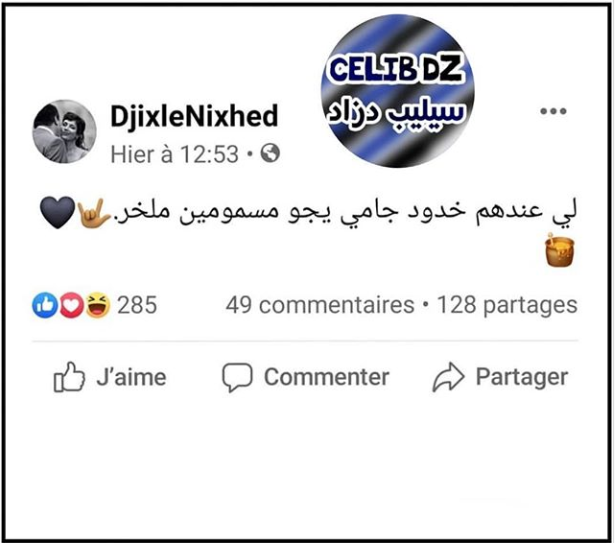 CELIB DZ
سيليب دزاد
DjixleNixhed
Hier à 12:53 •
لي عندهم خدود جامي يجو مسمومين ملخر.🤟🏽🖤
🍯
285
49 commentaires • 128 partages
J'aime
Commenter
Partager